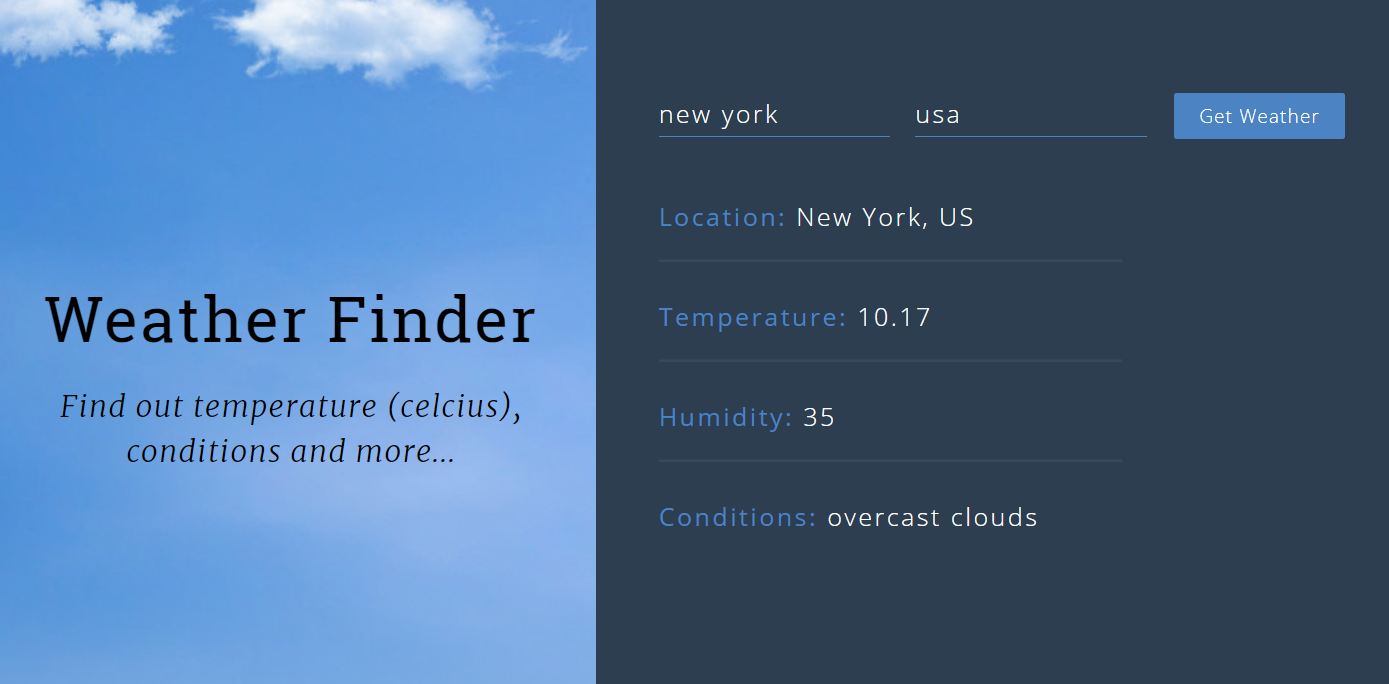 Weather Finder
Find out temperature (celcius),
conditions and more...
new york
usa
Get Weather
Location: New York, US
Temperature: 10.17
Humidity: 35
Conditions: overcast clouds